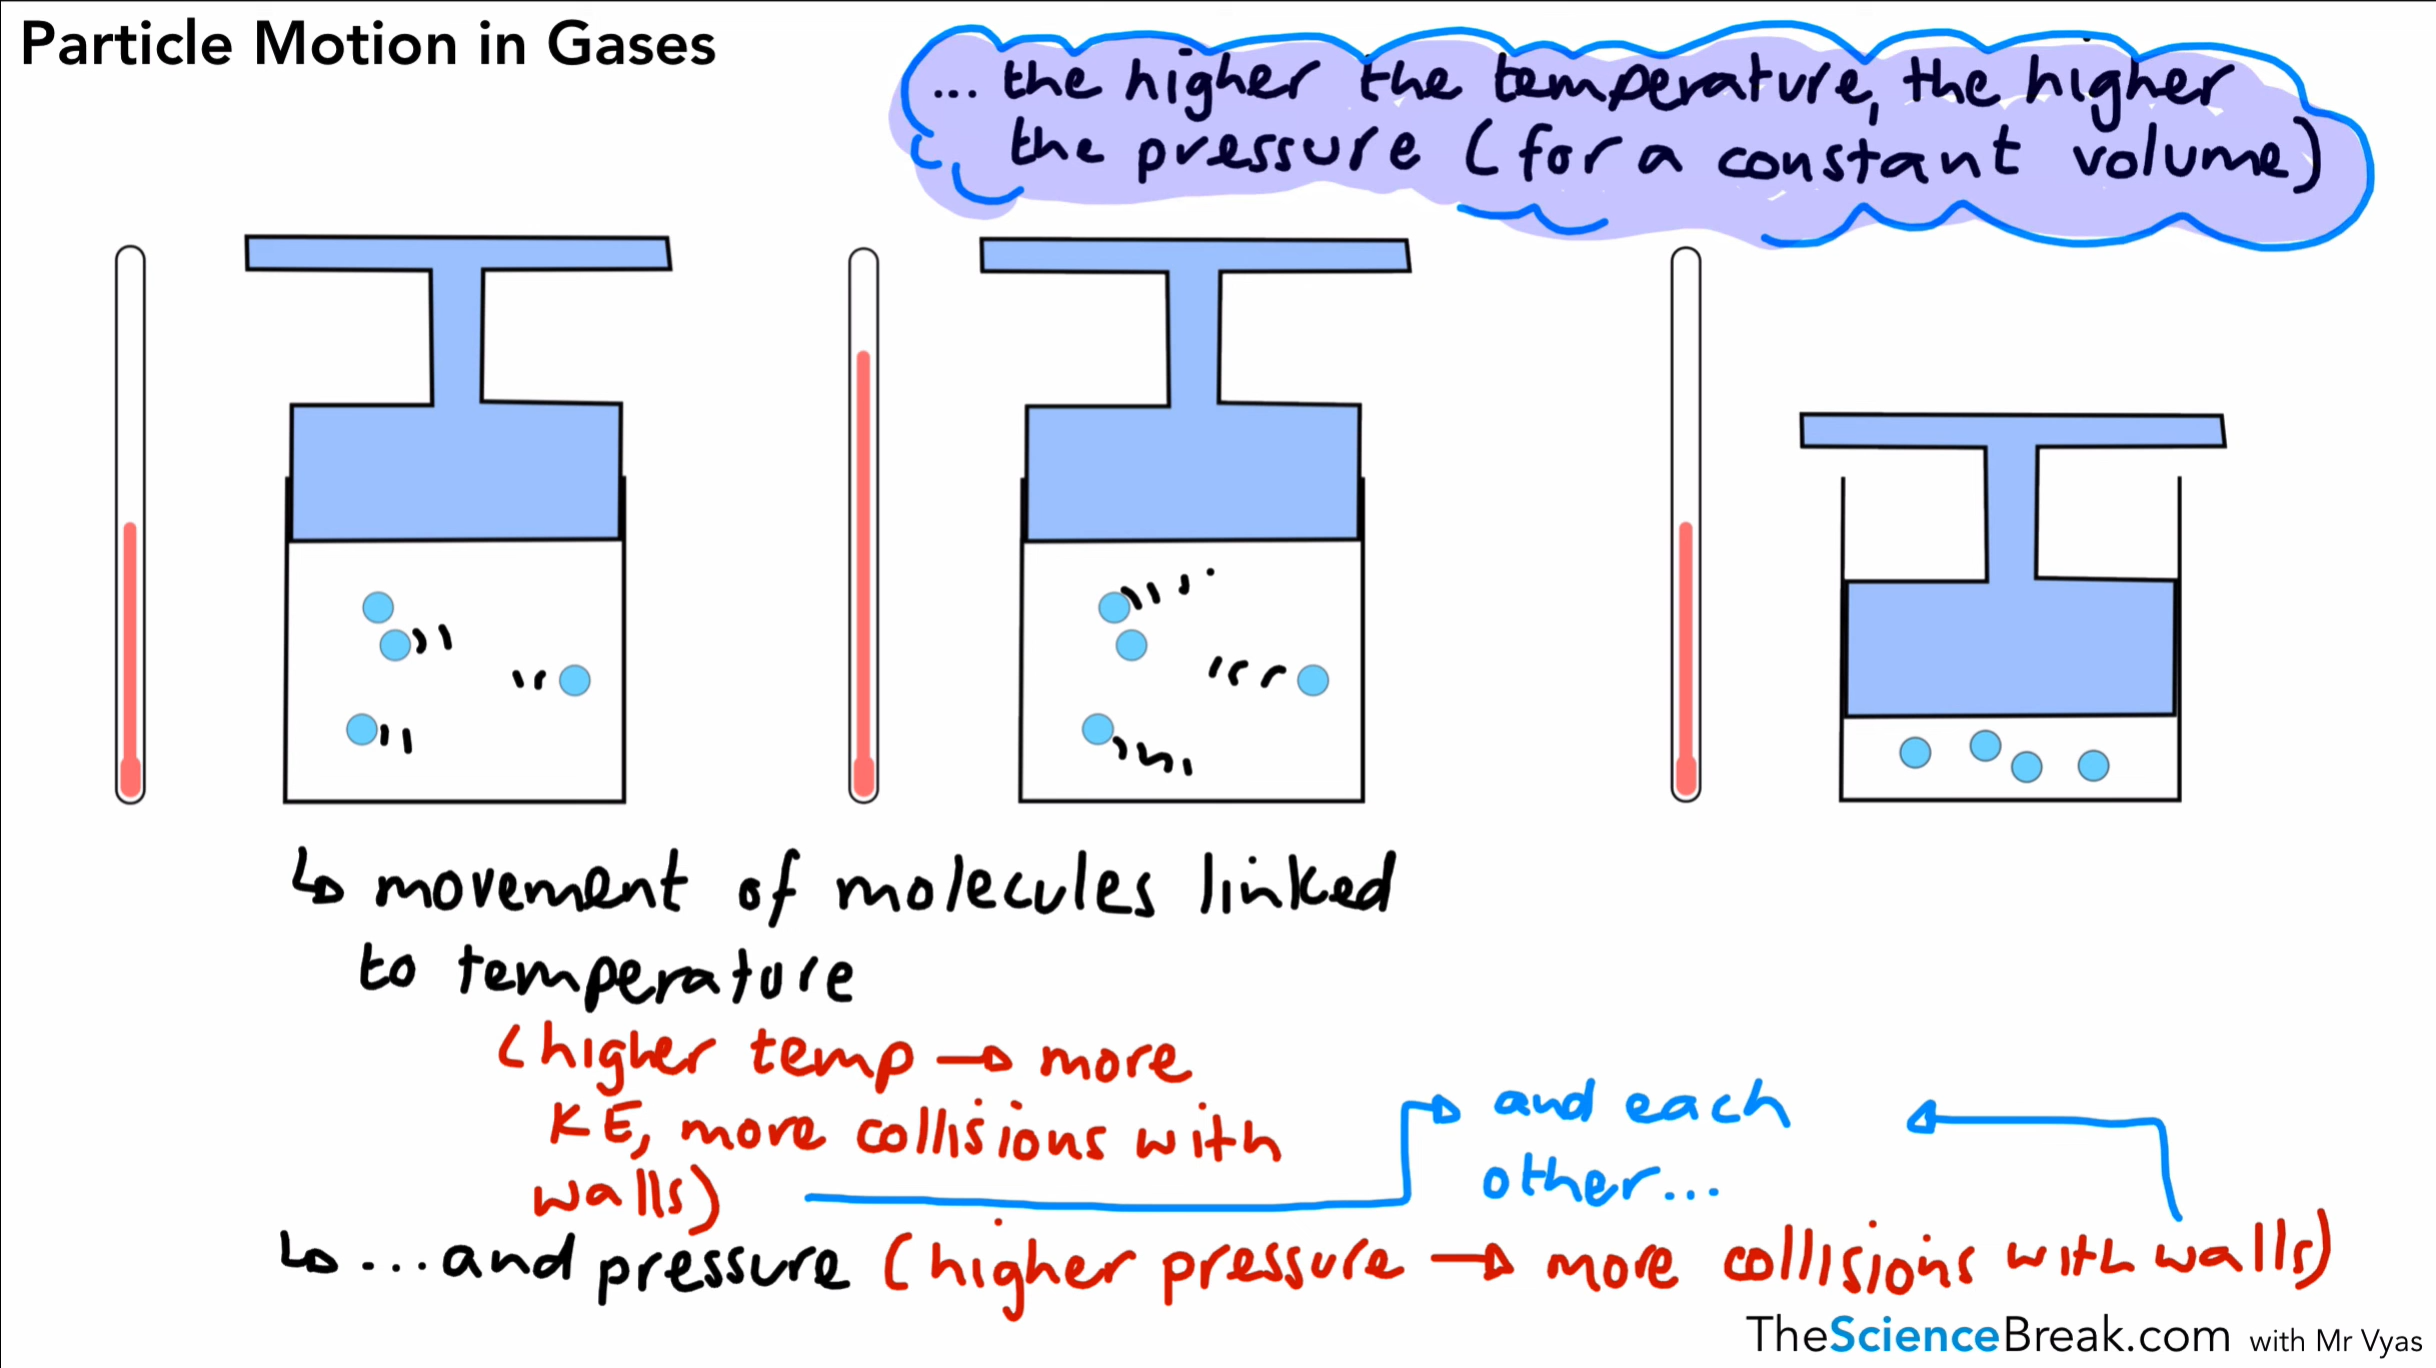 Particle Motion in Gases
... the higher the temperature, the higher
the pressure (for a constant volume)
movement of molecules linked
to temperature
(higher temp → more
KE, more collisions with
walls)
and each
other...
...and pressure (higher pressure → more collisions with walls)
TheScienceBreak.com with Mr Vyas